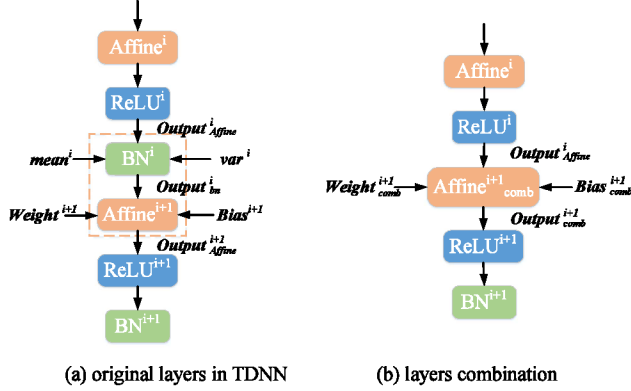 Affine^i
ReLU^i
Output^i_Affine
mean^i
BN^i
var^i
Output^i_bn
Weight^i+1
Affine^i+1
Bias^i+1
Output^i+1_Affine
ReLU^i+1
BN^i+1
(a) original layers in TDNN
Affine^i
ReLU^i
Output^i_Affine
Weight^i+1_comb
Affine^i+1_comb
Bias^i+1_comb
Output^i+1_comb
ReLU^i+1
BN^i+1
(b) layers combination